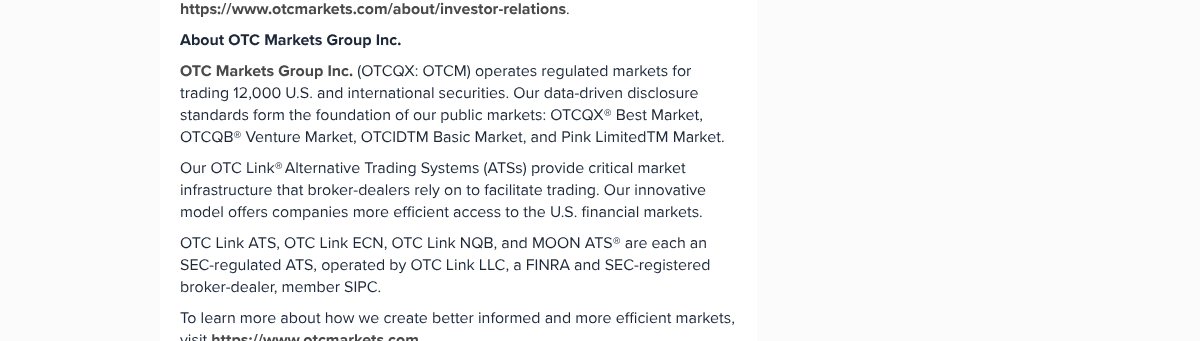 https://www.otcmarkets.com/about/investor-relations.
About OTC Markets Group Inc.
OTC Markets Group Inc. (OTCQX: OTCM) operates regulated markets for
trading 12,000 U.S. and international securities. Our data-driven disclosure
standards form the foundation of our public markets: OTCQX® Best Market,
OTCQB® Venture Market, OTCIDTM Basic Market, and Pink LimitedTM Market.
Our OTC Link® Alternative Trading Systems (ATSs) provide critical market
infrastructure that broker-dealers rely on to facilitate trading. Our innovative
model offers companies more efficient access to the U.S. financial markets.
OTC Link ATS, OTC Link ECN, OTC Link NQB, and MOON ATS® are each an
SEC-regulated ATS, operated by OTC Link LLC, a FINRA and SEC-registered
broker-dealer, member SIPC.
To learn more about how we create better informed and more efficient markets,
visit https://www.otcmarkets.com.